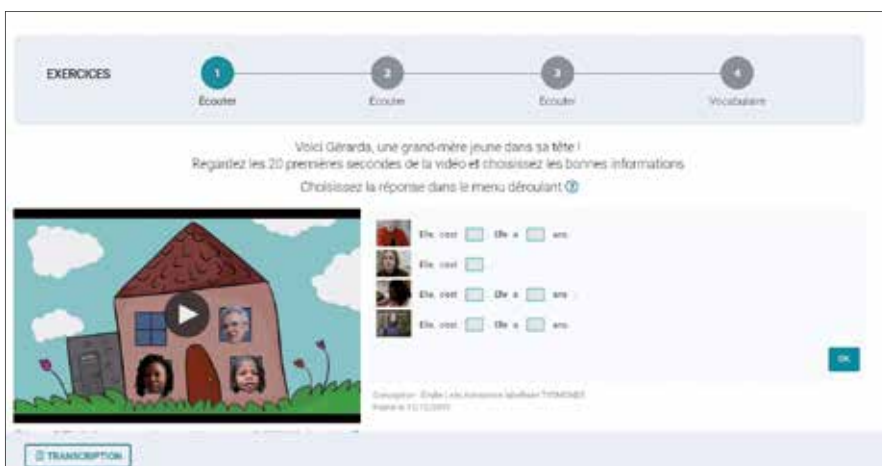 EXERCICES
1
2
3
4
Écouter
Écouter
Écouter
Vocabulaire
Voici Gérarda, une grand-mère jeune dans sa tête !
Regardez les 20 premières secondes de la vidéo et choisissez les bonnes informations
Choisissez la réponse dans le menu déroulant ?
Elle, c'est . Elle a ans.
Elle, c'est .
Elle, c'est . Elle a ans .
Elle, c'est . Elle a ans.
OK
TRANSCRIPTION